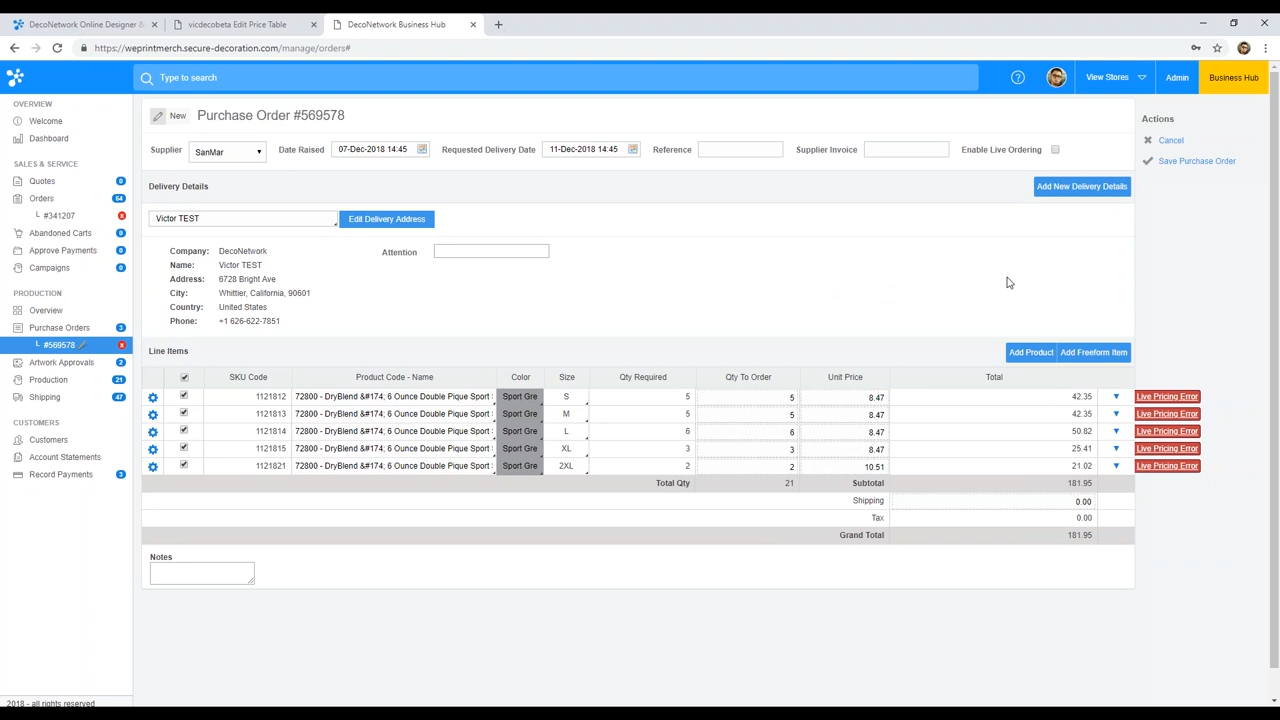 DecoNetwork Online Designer &
vicdecobeta Edit Price Table
DecoNetwork Business Hub
https://weprintmerch.secure-decoration.com/manage/orders#
Type to search
View Stores
Admin
Business Hub
OVERVIEW
Welcome
Dashboard
SALES & SERVICE
Quotes 0
Orders 64
#341207 x
Abandoned Carts 0
Approve Payments 0
Campaigns 0
PRODUCTION
Overview
Purchase Orders 3
#569578 x
Artwork Approvals 2
Production 21
Shipping 47
CUSTOMERS
Customers
Account Statements
Record Payments 3
2018 - all rights reserved
New Purchase Order #569578
Supplier SanMar Date Raised 07-Dec-2018 14:45 Requested Delivery Date 11-Dec-2018 14:45 Reference Supplier Invoice Enable Live Ordering
Delivery Details Add New Delivery Details
Victor TEST Edit Delivery Address
Company: DecoNetwork Attention
Name: Victor TEST
Address: 6728 Bright Ave
City: Whittier, California, 90601
Country: United States
Phone: +1 626-622-7851
Line Items Add Product Add Freeform Item
SKU Code Product Code - Name Color Size Qty Required Qty To Order Unit Price Total
1121812 72800 - DryBlend &#174; 6 Ounce Double Pique Sport Sport Gre S 5 5 8.47 42.35 Live Pricing Error
1121813 72800 - DryBlend &#174; 6 Ounce Double Pique Sport Sport Gre M 5 5 8.47 42.35 Live Pricing Error
1121814 72800 - DryBlend &#174; 6 Ounce Double Pique Sport Sport Gre L 6 6 8.47 50.82 Live Pricing Error
1121815 72800 - DryBlend &#174; 6 Ounce Double Pique Sport Sport Gre XL 3 3 8.47 25.41 Live Pricing Error
1121821 72800 - DryBlend &#174; 6 Ounce Double Pique Sport Sport Gre 2XL 2 2 10.51 21.02 Live Pricing Error
Total Qty 21 Subtotal 181.95
Shipping 0.00
Tax 0.00
Grand Total 181.95
Notes
Actions
Cancel
Save Purchase Order